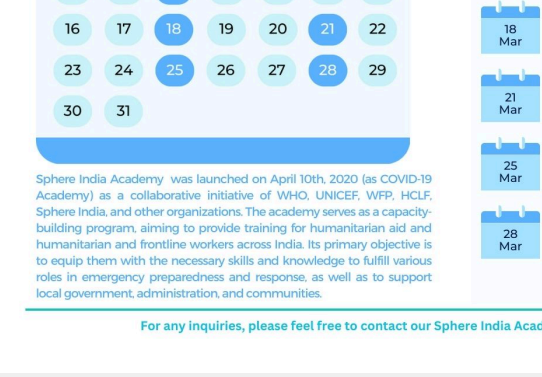 16 17 18 19 20 21 22
23 24 25 26 27 28 29
30 31
18
Mar
21
Mar
25
Mar
28
Mar
Sphere India Academy was launched on April 10th, 2020 (as COVID-19
Academy) as a collaborative initiative of WHO, UNICEF, WFP, HCLF,
Sphere India, and other organizations. The academy serves as a capacity-
building program, aiming to provide training for humanitarian aid and
humanitarian and frontline workers across India. Its primary objective is
to equip them with the necessary skills and knowledge to fulfill various
roles in emergency preparedness and response, as well as to support
local government, administration, and communities.
For any inquiries, please feel free to contact our Sphere India Acad